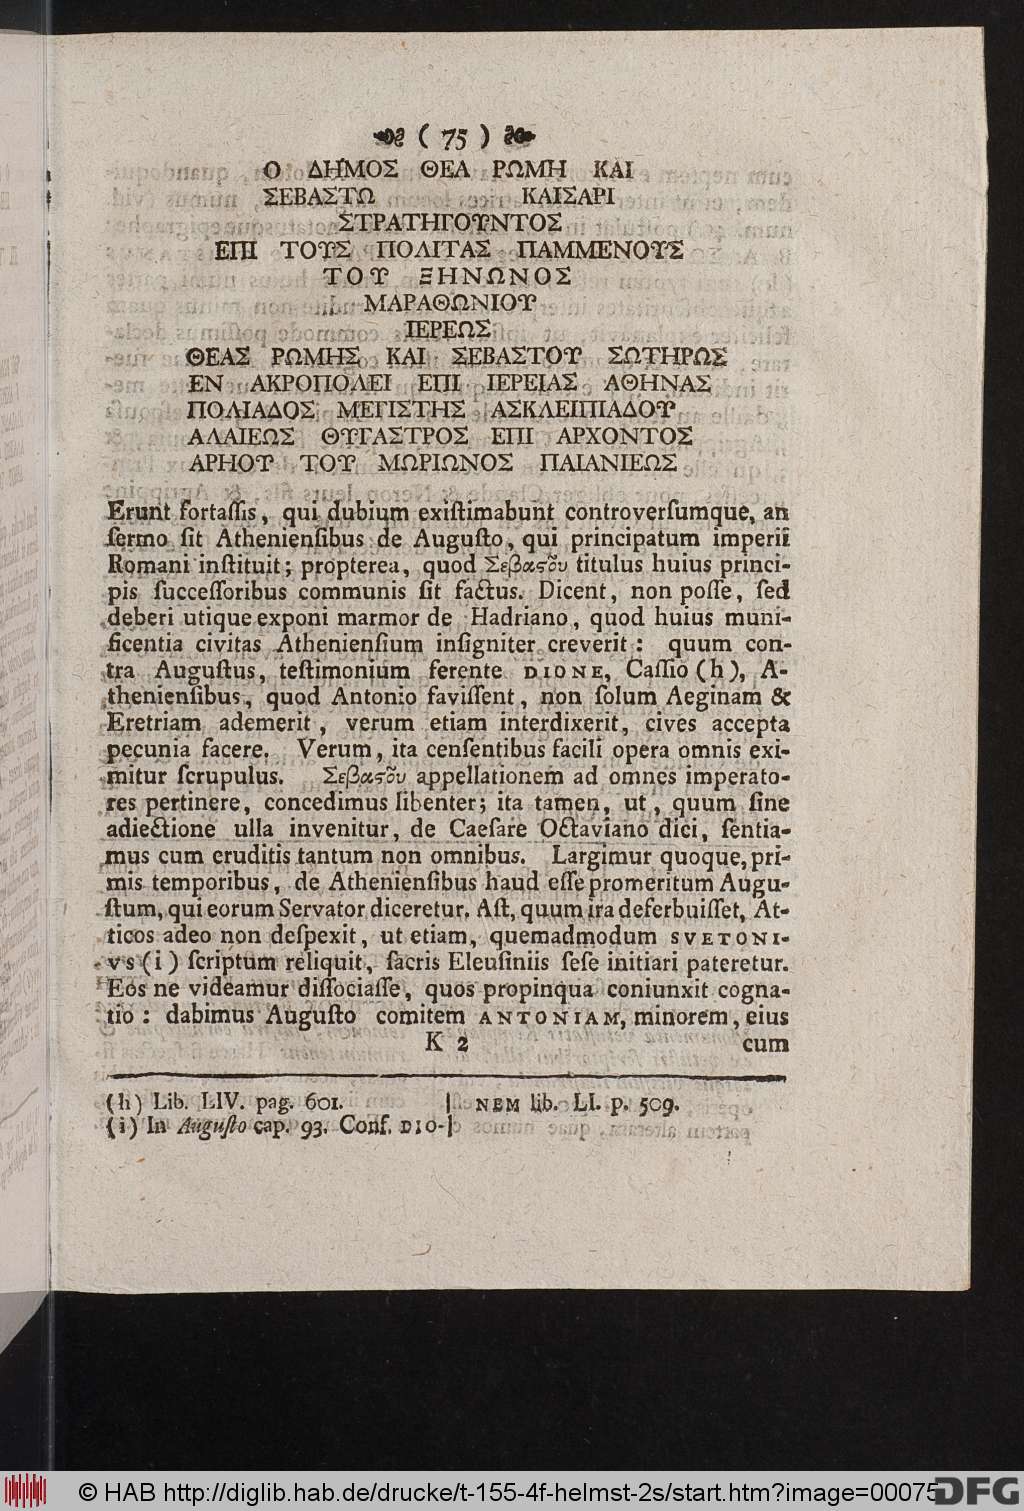 ( 75 )
Ο ΔΗΜΟΣ ΘΕΑ ΡΩΜΗ ΚΑΙ
ΣΕΒΑΣΤΩ ΚΑΙΣΑΡΙ
ΣΤΡΑΤΗΓΟΥΝΤΟΣ
ΕΠΙ ΤΟΥΣ ΠΟΛΙΤΑΣ ΠΑΜΜΕΝΟΥΣ
ΤΟΥ ΞΗΝΩΝΟΣ
ΜΑΡΑΘΩΝΙΟΥ
ΙΕΡΕΩΣ
ΘΕΑΣ ΡΩΜΗΣ ΚΑΙ ΣΕΒΑΣΤΟΥ ΣΩΤΗΡΩΣ
ΕΝ ΑΚΡΟΠΟΛΕΙ ΕΠΙ ΙΕΡΕΙΑΣ ΑΘΗΝΑΣ
ΠΟΛΙΑΔΟΣ ΜΕΓΙΣΤΗΣ ΑΣΚΛΕΠΙΑΔΟΥ
ΑΛΑΙΕΩΣ ΘΥΓΑΣΤΡΟΣ ΕΠΙ ΑΡΧΟΝΤΟΣ
ΑΡΗΟΥ ΤΟΥ ΜΩΡΙΩΝΟΣ ΠΑΙΑΝΙΕΩΣ
Erunt fortaſſis, qui dubium exiſtimabunt controverſumque, an
ſermo ſit Athenienſibus de Auguſto, qui principatum imperii
Romani inſtituit; propterea, quod Σεβαϛο͂υ titulus huius princi-
pis ſucceſſoribus communis ſit factus. Dicent, non poſſe, ſed
deberi utique exponi marmor de Hadriano, quod huius muni-
ficentia civitas Athenienſium inſigniter creverit: quum con-
tra Auguſtus, teſtimonium ferente DIONE, Caſſio (h), A-
thenienſibus, quod Antonio faviſſent, non ſolum Aeginam &
Eretriam ademerit, verum etiam interdixerit, cives accepta
pecunia facere. Verum, ita cenſentibus facili opera omnis exi-
mitur ſcrupulus. Σεβαϛο͂υ appellationem ad omnes imperato-
res pertinere, concedimus libenter; ita tamen, ut, quum ſine
adiectione ulla invenitur, de Caeſare Octaviano dici, ſentia-
mus cum eruditis tantum non omnibus. Largimur quoque, pri-
mis temporibus, de Athenienſibus haud eſſe promeritum Augu-
ſtum, qui eorum Servator diceretur. Aſt, quum ira deferbuiſſet, At-
ticos adeo non deſpexit, ut etiam, quemadmodum SVETONI-
VS (i) ſcriptum reliquit, ſacris Eleuſiniis ſeſe initiari pateretur.
Eos ne videamur diſſociaſſe, quos propinqua coniunxit cogna-
tio: dabimus Auguſto comitem ANTONIAM, minorem, eius
K 2 cum
(h) Lib. LIV. pag. 601.
(i) In Auguſto cap. 93. Conf. DIO-
NEM lib. LI. p. 509.
© HAB http://diglib.hab.de/drucke/t-155-4f-helmst-2s/start.htm?image=00075
DFG